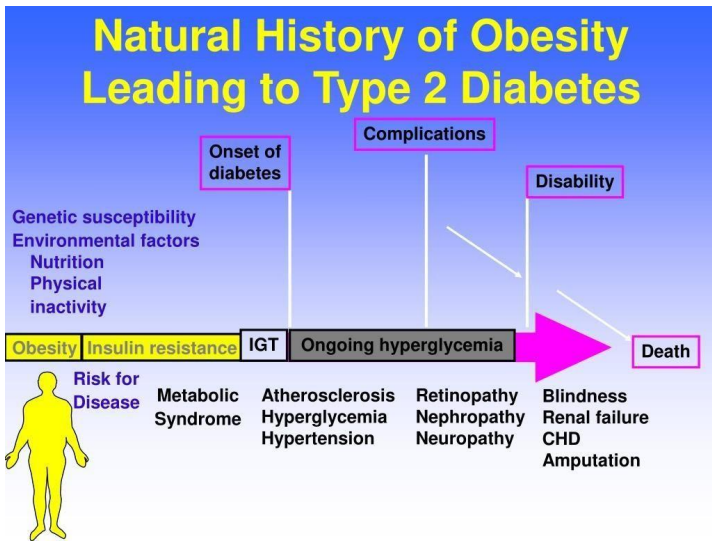 Natural History of Obesity
Leading to Type 2 Diabetes
Onset of
diabetes
Complications
Disability
Genetic susceptibility
Environmental factors
Nutrition
Physical
inactivity
Obesity
Insulin resistance
IGT
Ongoing hyperglycemia
Death
Risk for
Disease
Metabolic
Syndrome
Atherosclerosis
Hyperglycemia
Hypertension
Retinopathy
Nephropathy
Neuropathy
Blindness
Renal failure
CHD
Amputation